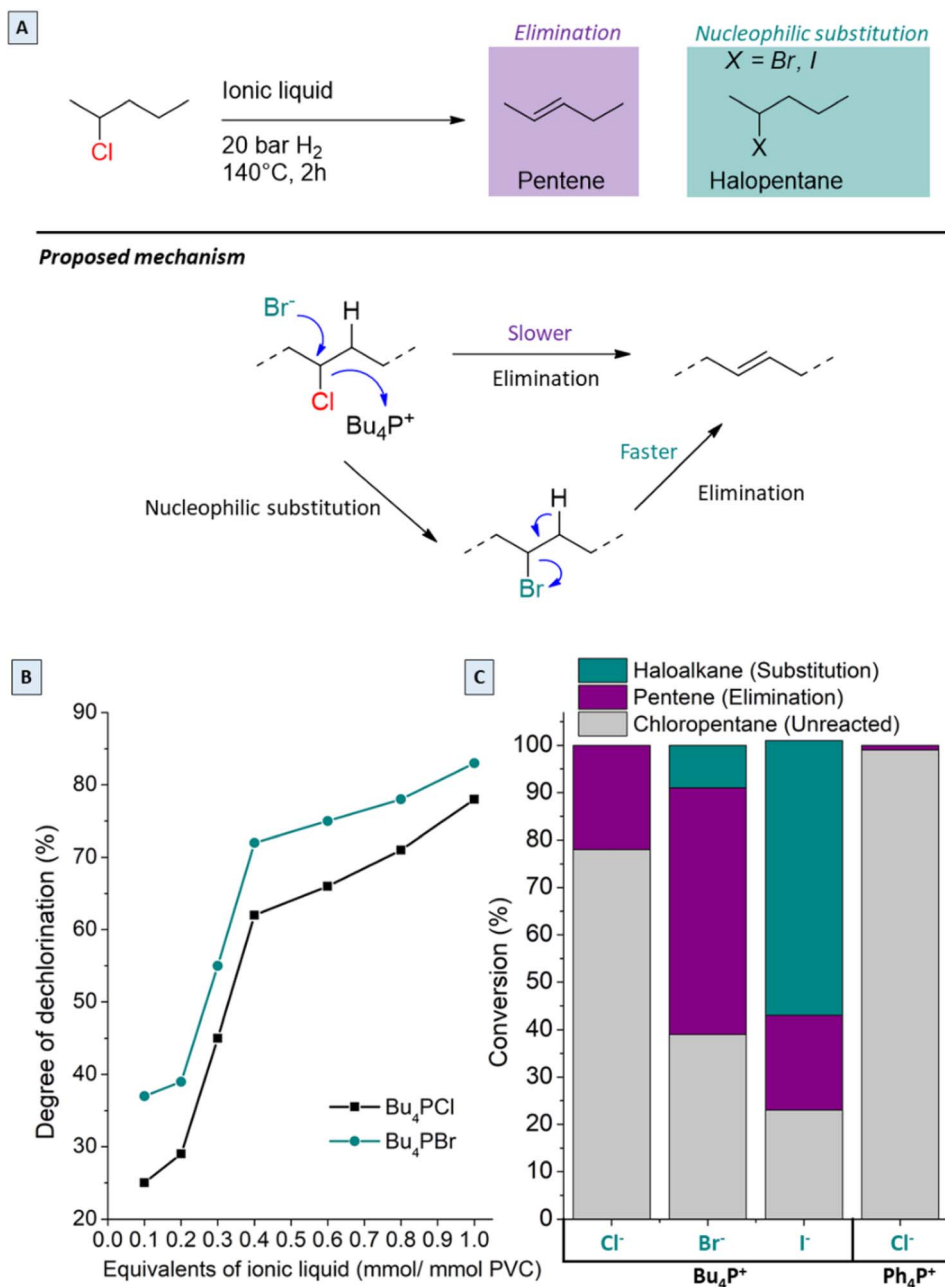 A
Elimination
Nucleophilic substitution
X = Br, I
Ionic liquid
20 bar H₂
140°C, 2h
Cl
Pentene
X
Halopentane
Proposed mechanism
Br⁻
H
Cl
Bu₄P⁺
Slower
Elimination
Nucleophilic substitution
Faster
Elimination
H
Br
B
Degree of dechlorination (%)
90
80
70
60
50
40
30
20
0.0 0.1 0.2 0.3 0.4 0.5 0.6 0.7 0.8 0.9 1.0
Equivalents of ionic liquid (mmol/ mmol PVC)
Bu₄PCl
Bu₄PBr
C
Haloalkane (Substitution)
Pentene (Elimination)
Chloropentane (Unreacted)
Conversion (%)
100
90
80
70
60
50
40
30
20
10
0
Cl⁻ Br⁻ I⁻ Cl⁻
Bu₄P⁺ Ph₄P⁺